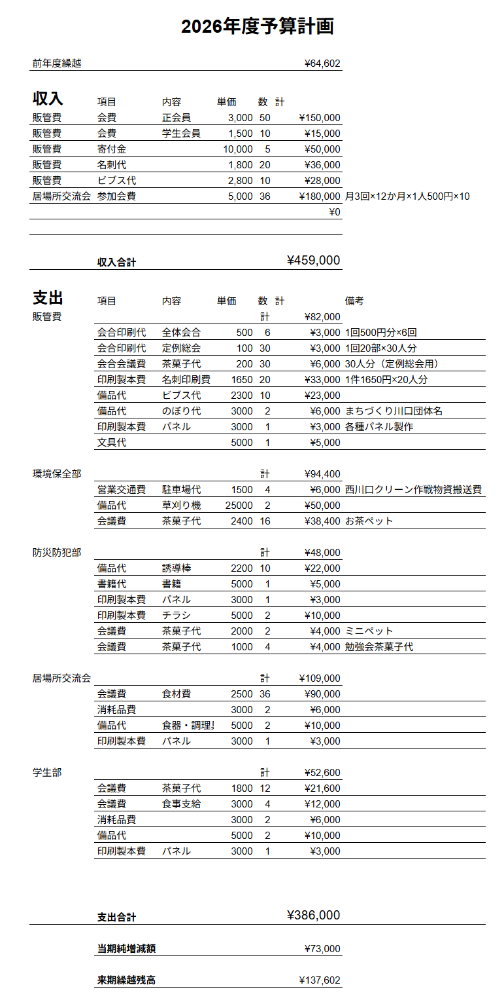 2026年度予算計画
前年度繰越 ¥64,602
収入 項目 内容 単価 数 計
販管費 会費 正会員 3,000 50 ¥150,000
販管費 会費 学生会員 1,500 10 ¥15,000
販管費 寄付金 10,000 5 ¥50,000
販管費 名刺代 1,800 20 ¥36,000
販管費 ビブス代 2,800 10 ¥28,000
居場所交流会 参加会費 5,000 36 ¥180,000 月3回×12か月×1人500円×10
¥0
収入合計 ¥459,000
支出 項目 内容 単価 数 計 備考
販管費 計 ¥82,000
会合印刷代 全体会合 500 6 ¥3,000 1回500円分×6回
会合印刷代 定例総会 100 30 ¥3,000 1回20部×30人分
会合会議費 茶菓子代 200 30 ¥6,000 30人分（定例総会用）
印刷製本費 名刺印刷費 1650 20 ¥33,000 1件1650円×20人分
備品代 ビブス代 2300 10 ¥23,000
備品代 のぼり代 3000 2 ¥6,000 まちづくり川口団体名
印刷製本費 パネル 3000 1 ¥3,000 各種パネル製作
文具代 5000 1 ¥5,000
環境保全部 計 ¥94,400
営業交通費 駐車場代 1500 4 ¥6,000 西川口クリーン作戦物資搬送費
備品代 草刈り機 25000 2 ¥50,000
会議費 茶菓子代 2400 16 ¥38,400 お茶ペット
防災防犯部 計 ¥48,000
備品代 誘導棒 2200 10 ¥22,000
書籍代 書籍 5000 1 ¥5,000
印刷製本費 パネル 3000 1 ¥3,000
印刷製本費 チラシ 5000 2 ¥10,000
会議費 茶菓子代 2000 2 ¥4,000 ミニペット
会議費 茶菓子代 1000 4 ¥4,000 勉強会茶菓子代
居場所交流会 計 ¥109,000
会議費 食材費 2500 36 ¥90,000
消耗品費 3000 2 ¥6,000
備品代 食器・調理 5000 2 ¥10,000
印刷製本費 パネル 3000 1 ¥3,000
学生部 計 ¥52,600
会議費 茶菓子代 1800 12 ¥21,600
会議費 食事支給 3000 4 ¥12,000
消耗品費 3000 2 ¥6,000
備品代 5000 2 ¥10,000
印刷製本費 パネル 3000 1 ¥3,000
支出合計 ¥386,000
当期純増減額 ¥73,000
来期繰越残高 ¥137,602